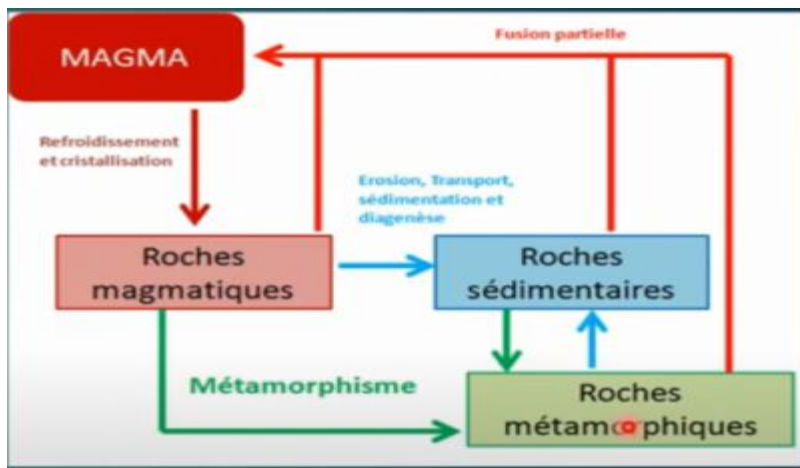 Fusion partielle
MAGMA
Refroidissement
et cristallisation
Erosion, Transport,
sédimentation et
diagenèse
Roches
magmatiques
Roches
sédimentaires
Métamorphisme
Roches
métamorphiques